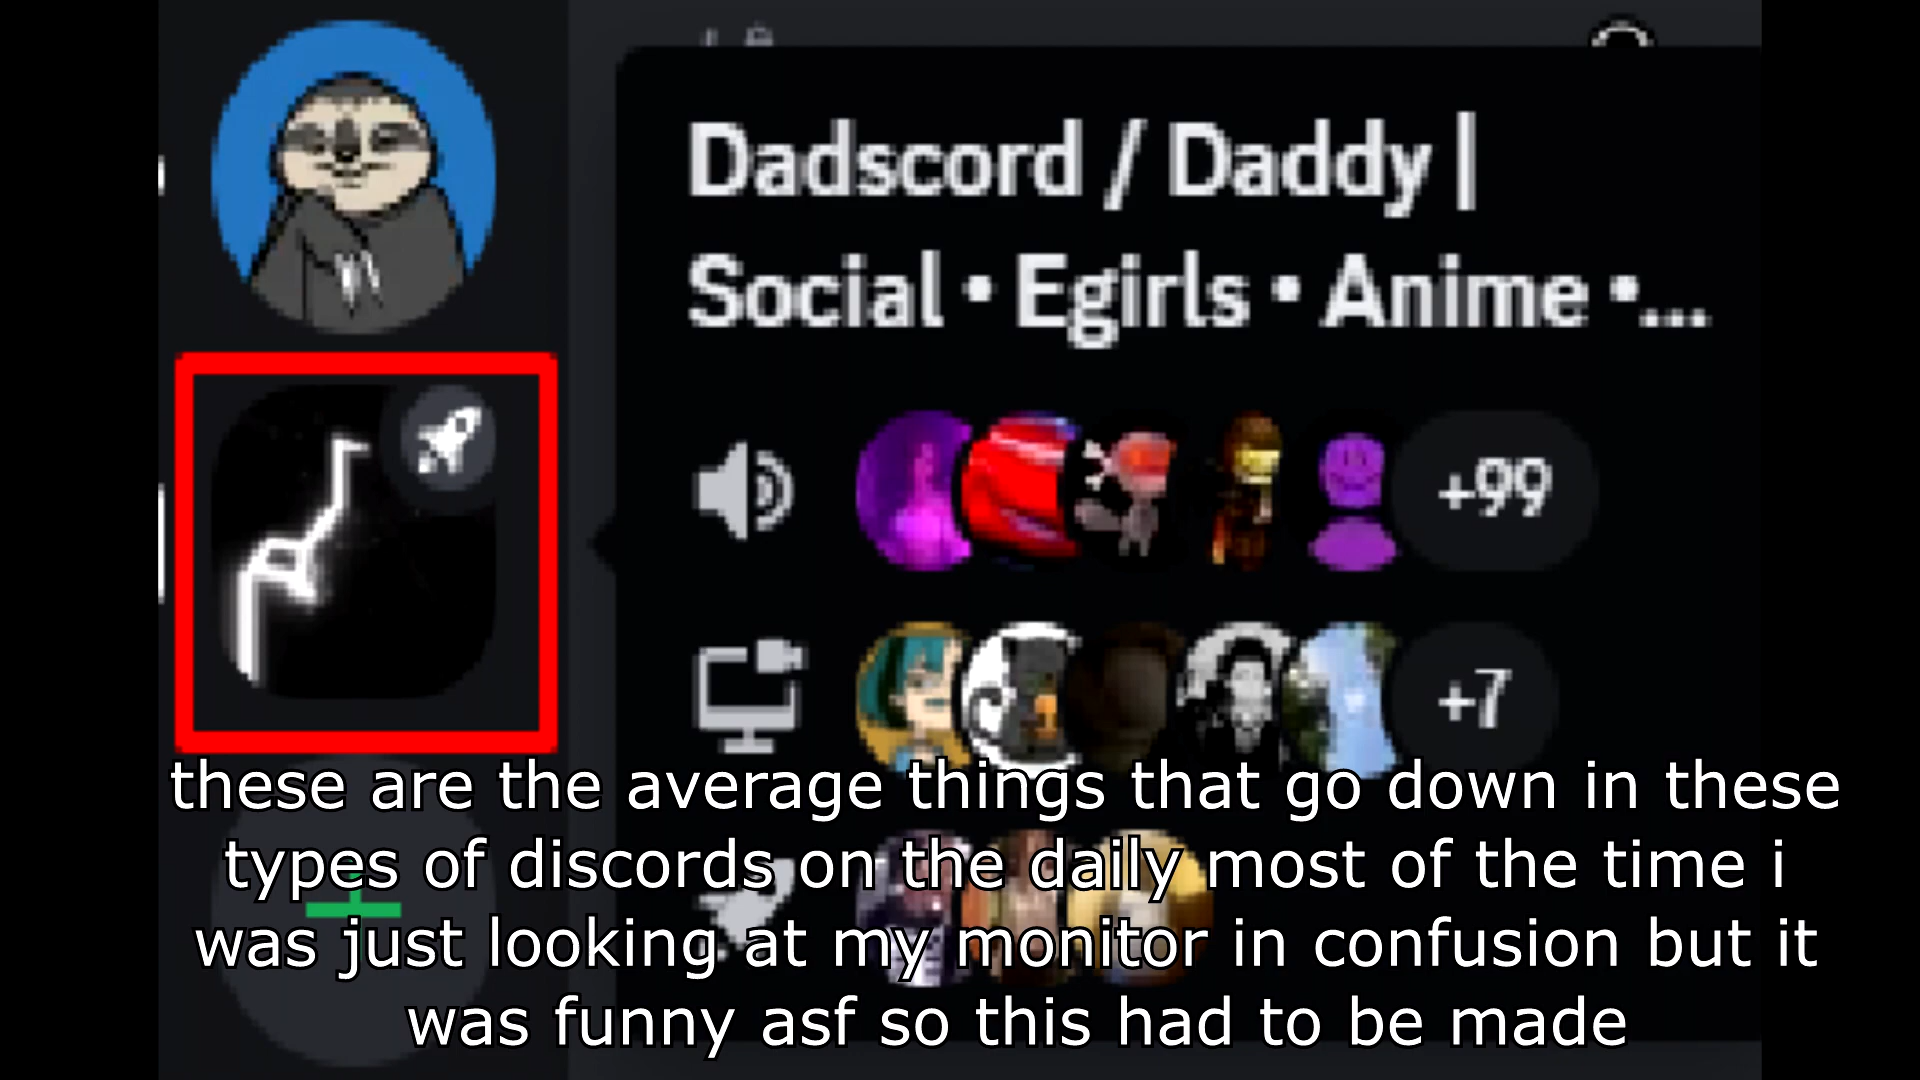 Dadscord / Daddy |
Social • Egirls • Anime •...
+99
+7
these are the average things that go down in these
types of discords on the daily most of the time i
was just looking at my monitor in confusion but it
was funny asf so this had to be made